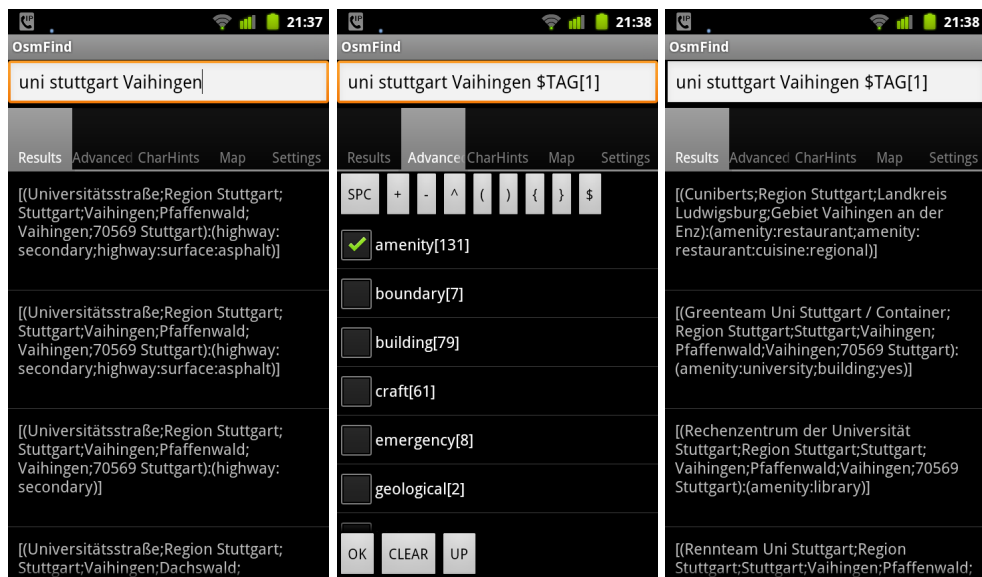 21:37
OsmFind
uni stuttgart Vaihingen
Results Advanced CharHints Map Settings
[(Universitätsstraße;Region Stuttgart;
Stuttgart;Vaihingen;Pfaffenwald;
Vaihingen;70569 Stuttgart):(highway:
secondary;highway:surface:asphalt)]
[(Universitätsstraße;Region Stuttgart;
Stuttgart;Vaihingen;Pfaffenwald;
Vaihingen;70569 Stuttgart):(highway:
secondary;highway:surface:asphalt)]
[(Universitätsstraße;Region Stuttgart;
Stuttgart;Vaihingen;Pfaffenwald;
Vaihingen;70569 Stuttgart):(highway:
secondary)]
[(Universitätsstraße;Region Stuttgart;
Stuttgart;Vaihingen;Dachswald;
21:38
OsmFind
uni stuttgart Vaihingen $TAG[1]
Results Advance CharHints Map Settings
SPC + - ^ ( ) { } $
amenity[131]
boundary[7]
building[79]
craft[61]
emergency[8]
geological[2]
OK CLEAR UP
21:38
OsmFind
uni stuttgart Vaihingen $TAG[1]
Results Advanced CharHints Map Settings
[(Cuniberts;Region Stuttgart;Landkreis
Ludwigsburg;Gebiet Vaihingen an der
Enz):(amenity:restaurant;amenity:
restaurant:cuisine:regional)]
[(Greenteam Uni Stuttgart / Container;
Region Stuttgart;Stuttgart;Vaihingen;
Pfaffenwald;Vaihingen;70569 Stuttgart):
(amenity:university;building:yes)]
[(Rechenzentrum der Universität
Stuttgart;Region Stuttgart;Stuttgart;
Vaihingen;Pfaffenwald;Vaihingen;70569
Stuttgart):(amenity:library)]
[(Rennteam Uni Stuttgart;Region
Stuttgart;Stuttgart;Vaihingen;Pfaffenwald;